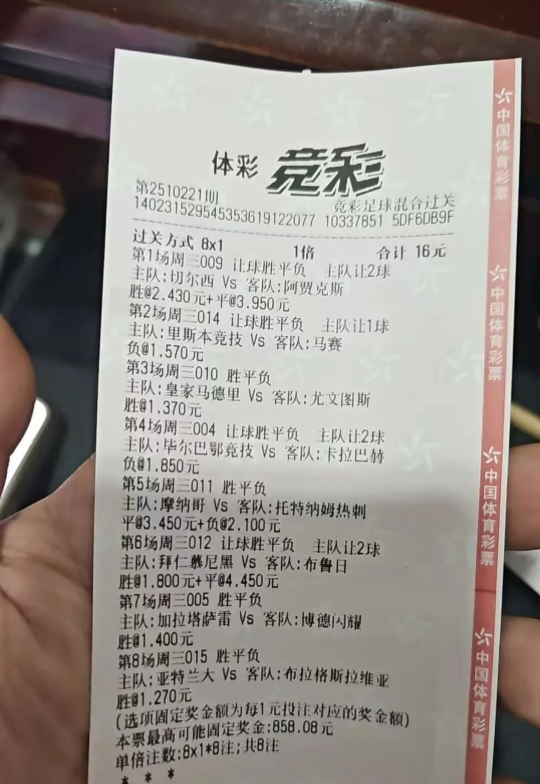 体彩 竞彩
第2510221期 竞彩足球混合过关
140231529545353619122077 10337851 5DF6DB9F
过关方式 8x1 1倍 合计 16元
第1场周三009 让球胜平负 主队让2球
主队:切尔西 Vs 客队:阿贾克斯
胜@2.430元+平@3.950元
第2场周三014 让球胜平负 主队让1球
主队:里斯本竞技 Vs 客队:马赛
负@1.570元
第3场周三010 胜平负
主队:皇家马德里 Vs 客队:尤文图斯
胜@1.370元
第4场周三004 让球胜平负 主队让2球
主队:毕尔巴鄂竞技 Vs 客队:卡拉巴赫
负@1.850元
第5场周三011 胜平负
主队:摩纳哥 Vs 客队:托特纳姆热刺
平@3.450元+负@2.100元
第6场周三012 让球胜平负 主队让2球
主队:拜仁慕尼黑 Vs 客队:布鲁日
胜@1.800元+平@4.450元
第7场周三005 胜平负
主队:加拉塔萨雷 Vs 客队:博德闪耀
胜@1.400元
第8场周三015 胜平负
主队:亚特兰大 Vs 客队:布拉格斯拉维亚
胜@1.270元
(选项固定奖金额为每1元投注对应的奖金额)
本票最高可能固定奖金:858.08元
单倍注数:8x1*8注;共8注
* * *
中国体育彩票
中国体育彩票
中国体育彩票
中国体育彩票